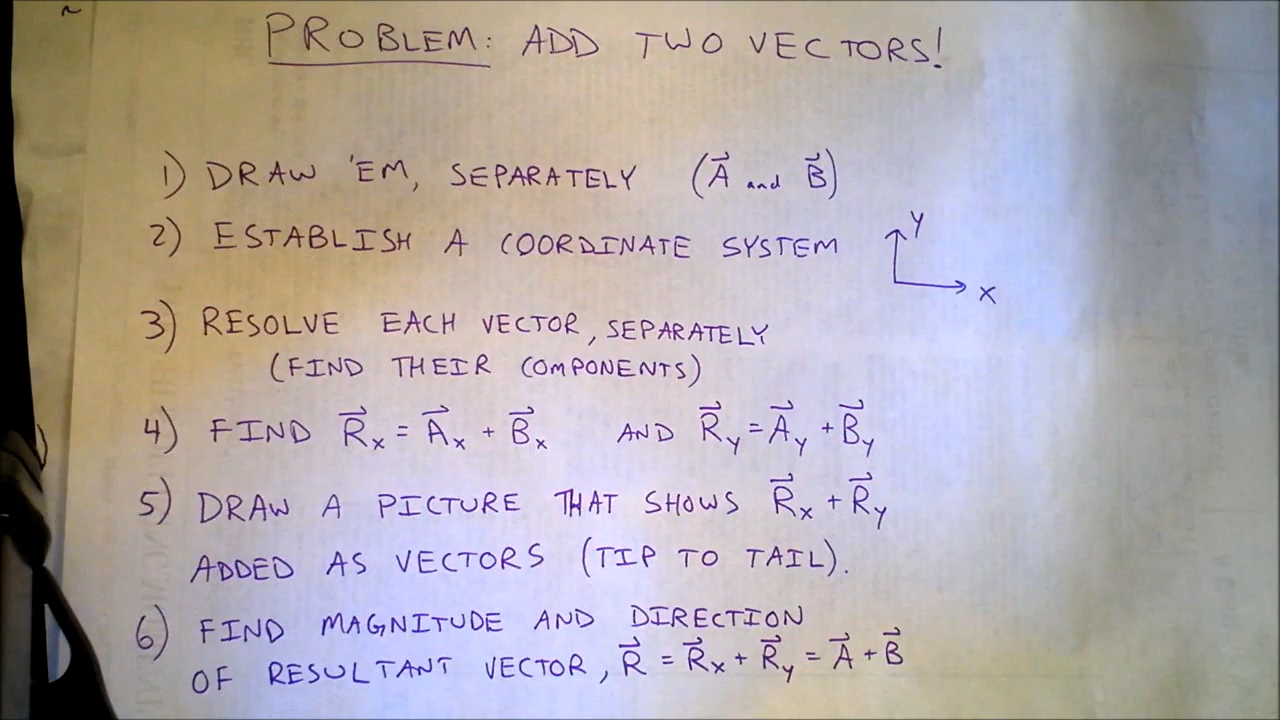 PROBLEM: ADD TWO VECTORS!
1) DRAW 'EM, SEPARATELY (A⃗ and B⃗)
2) ESTABLISH A COORDINATE SYSTEM
Y
X
3) RESOLVE EACH VECTOR, SEPARATELY
(FIND THEIR COMPONENTS)
4) FIND R⃗x = A⃗x + B⃗x AND R⃗y = A⃗y + B⃗y
5) DRAW A PICTURE THAT SHOWS R⃗x + R⃗y
ADDED AS VECTORS (TIP TO TAIL).
6) FIND MAGNITUDE AND DIRECTION
OF RESULTANT VECTOR, R⃗ = R⃗x + R⃗y = A⃗ + B⃗